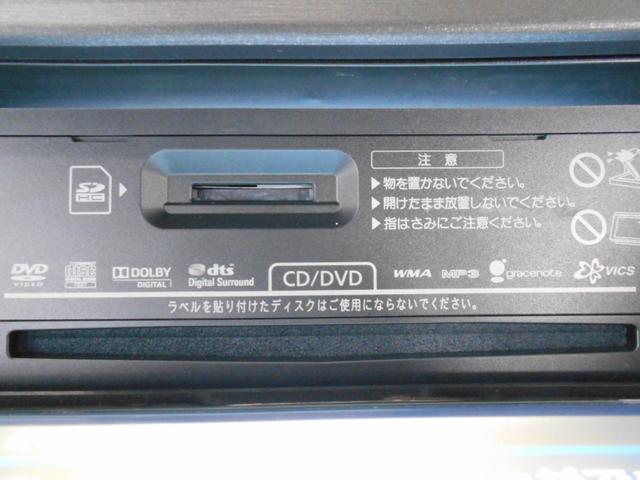 SD
HC
注意
▶物を置かないでください。
▶開けたまま放置しないでください。
▶指はさみにご注意ください。
DVD
VIDEO
disc
DOLBY
DIGITAL
dts
Digital Surround
CD/DVD
WMA
MP3
gracenote
VICS
ラベルを貼り付けたディスクはご使用にならないでください。